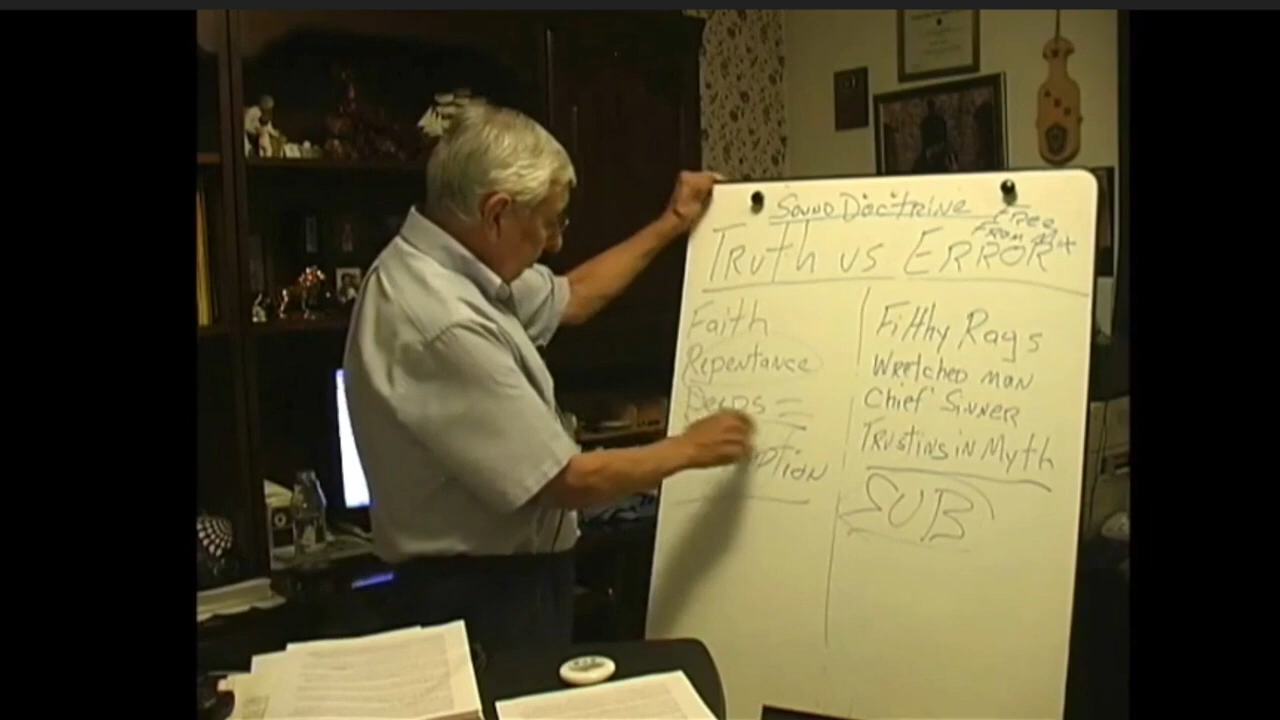 Sound Doctrine
FREE
FROM
TRuth vs ERROR
Faith
Repentance
Deeds =
Filthy Rags
WRetched man
Chief SiNNeR
TRusting in Myth
SUB